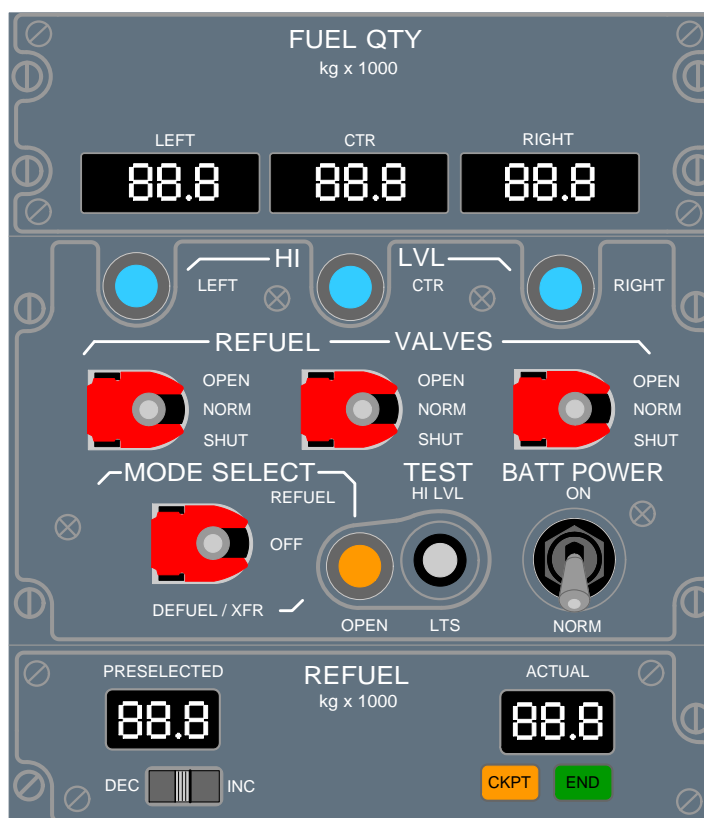 FUEL QTY
kg x 1000
LEFT CTR RIGHT
88.8 88.8 88.8
HI LVL
LEFT CTR RIGHT
REFUEL VALVES
OPEN OPEN OPEN
NORM NORM NORM
SHUT SHUT SHUT
MODE SELECT TEST BATT POWER
REFUEL HI LVL ON
OFF
DEFUEL / XFR
OPEN LTS NORM
PRESELECTED REFUEL ACTUAL
kg x 1000
88.8 88.8
DEC INC CKPT END